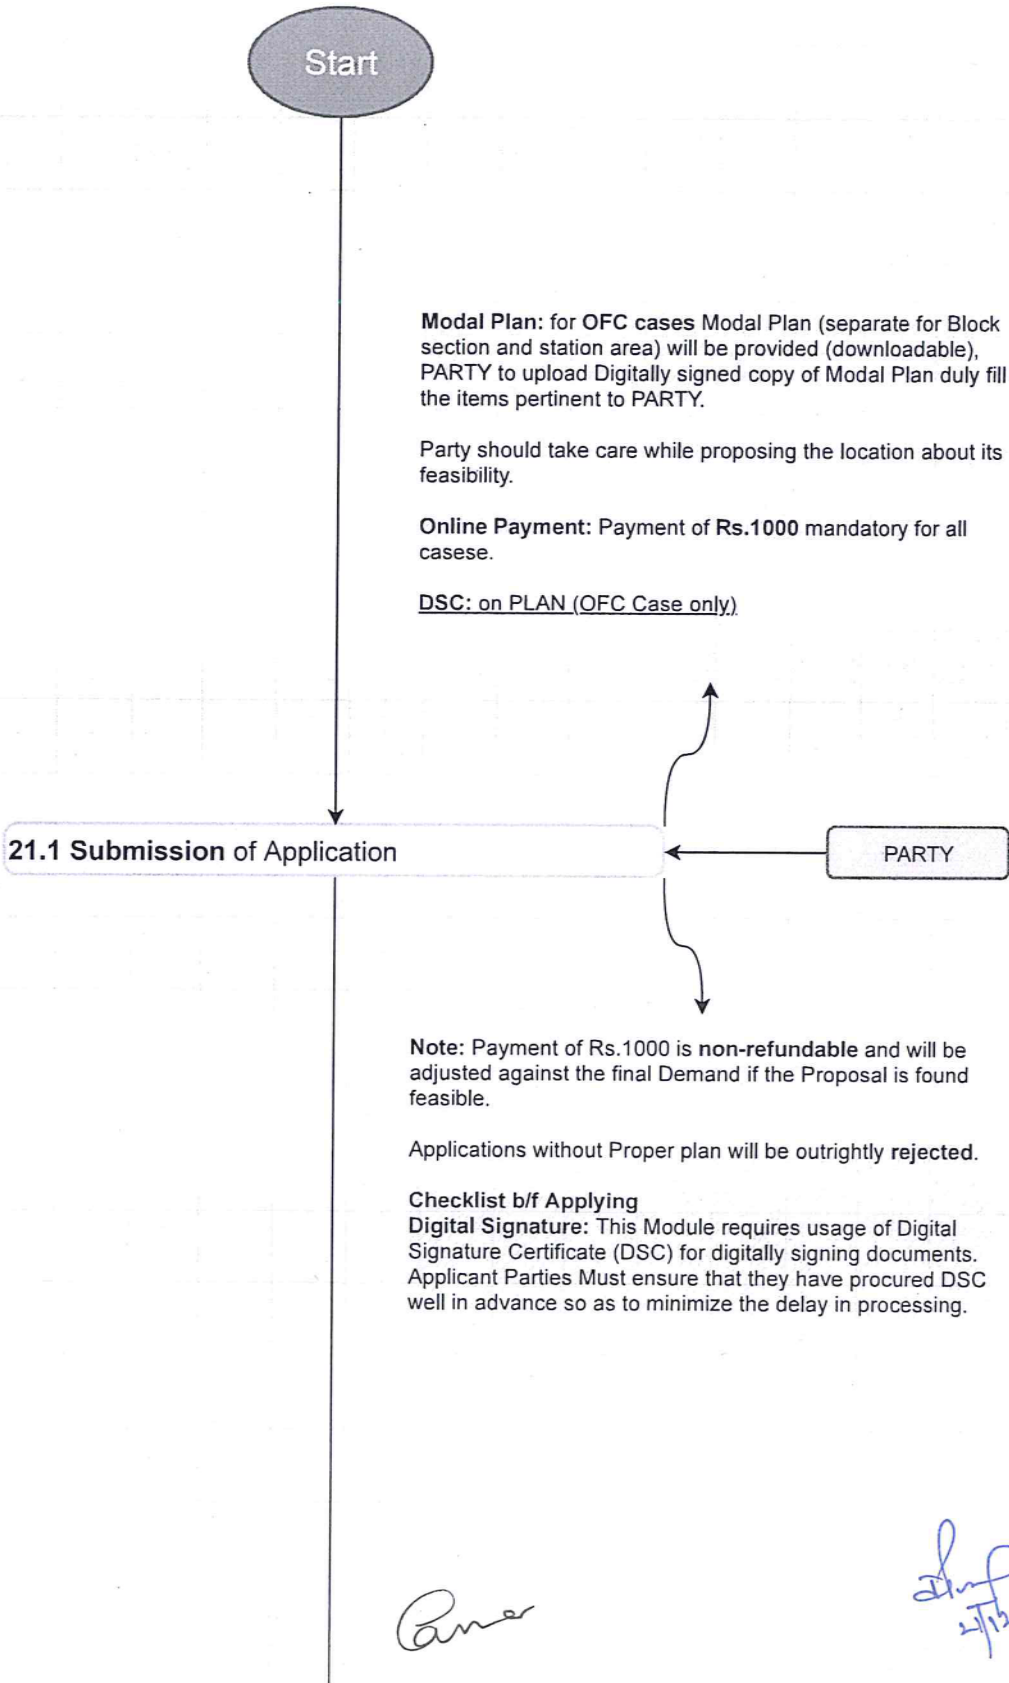 Start
Modal Plan: for OFC cases Modal Plan (separate for Block
section and station area) will be provided (downloadable),
PARTY to upload Digitally signed copy of Modal Plan duly fill
the items pertinent to PARTY.
Party should take care while proposing the location about its
feasibility.
Online Payment: Payment of Rs.1000 mandatory for all
casese.
DSC: on PLAN (OFC Case only)
21.1 Submission of Application
PARTY
Note: Payment of Rs.1000 is non-refundable and will be
adjusted against the final Demand if the Proposal is found
feasible.
Applications without Proper plan will be outrightly rejected.
Checklist b/f Applying
Digital Signature: This Module requires usage of Digital
Signature Certificate (DSC) for digitally signing documents.
Applicant Parties Must ensure that they have procured DSC
well in advance so as to minimize the delay in processing.